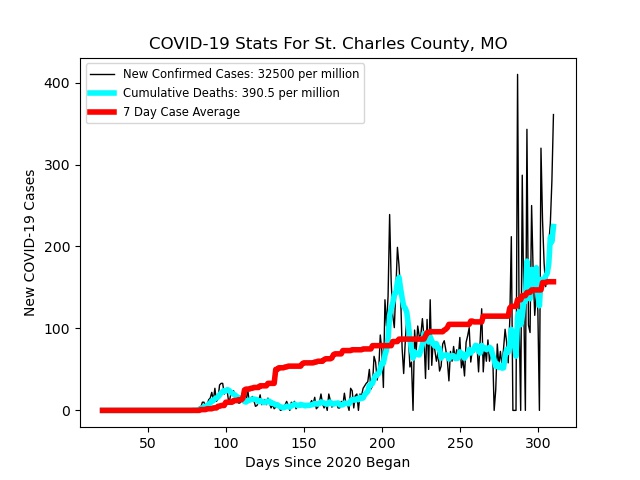 COVID-19 Stats For St. Charles County, MO
New Confirmed Cases: 32500 per million
Cumulative Deaths: 390.5 per million
7 Day Case Average
New COVID-19 Cases
400
300
200
100
0
50 100 150 200 250 300
Days Since 2020 Began